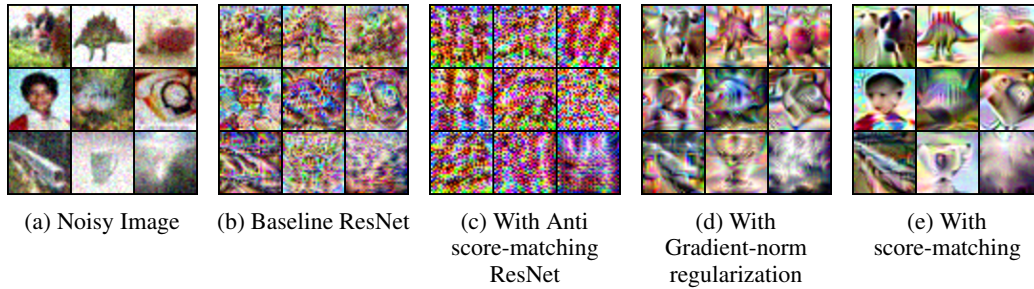 (a) Noisy Image
(b) Baseline ResNet
(c) With Anti
score-matching
ResNet
(d) With
Gradient-norm
regularization
(e) With
score-matching